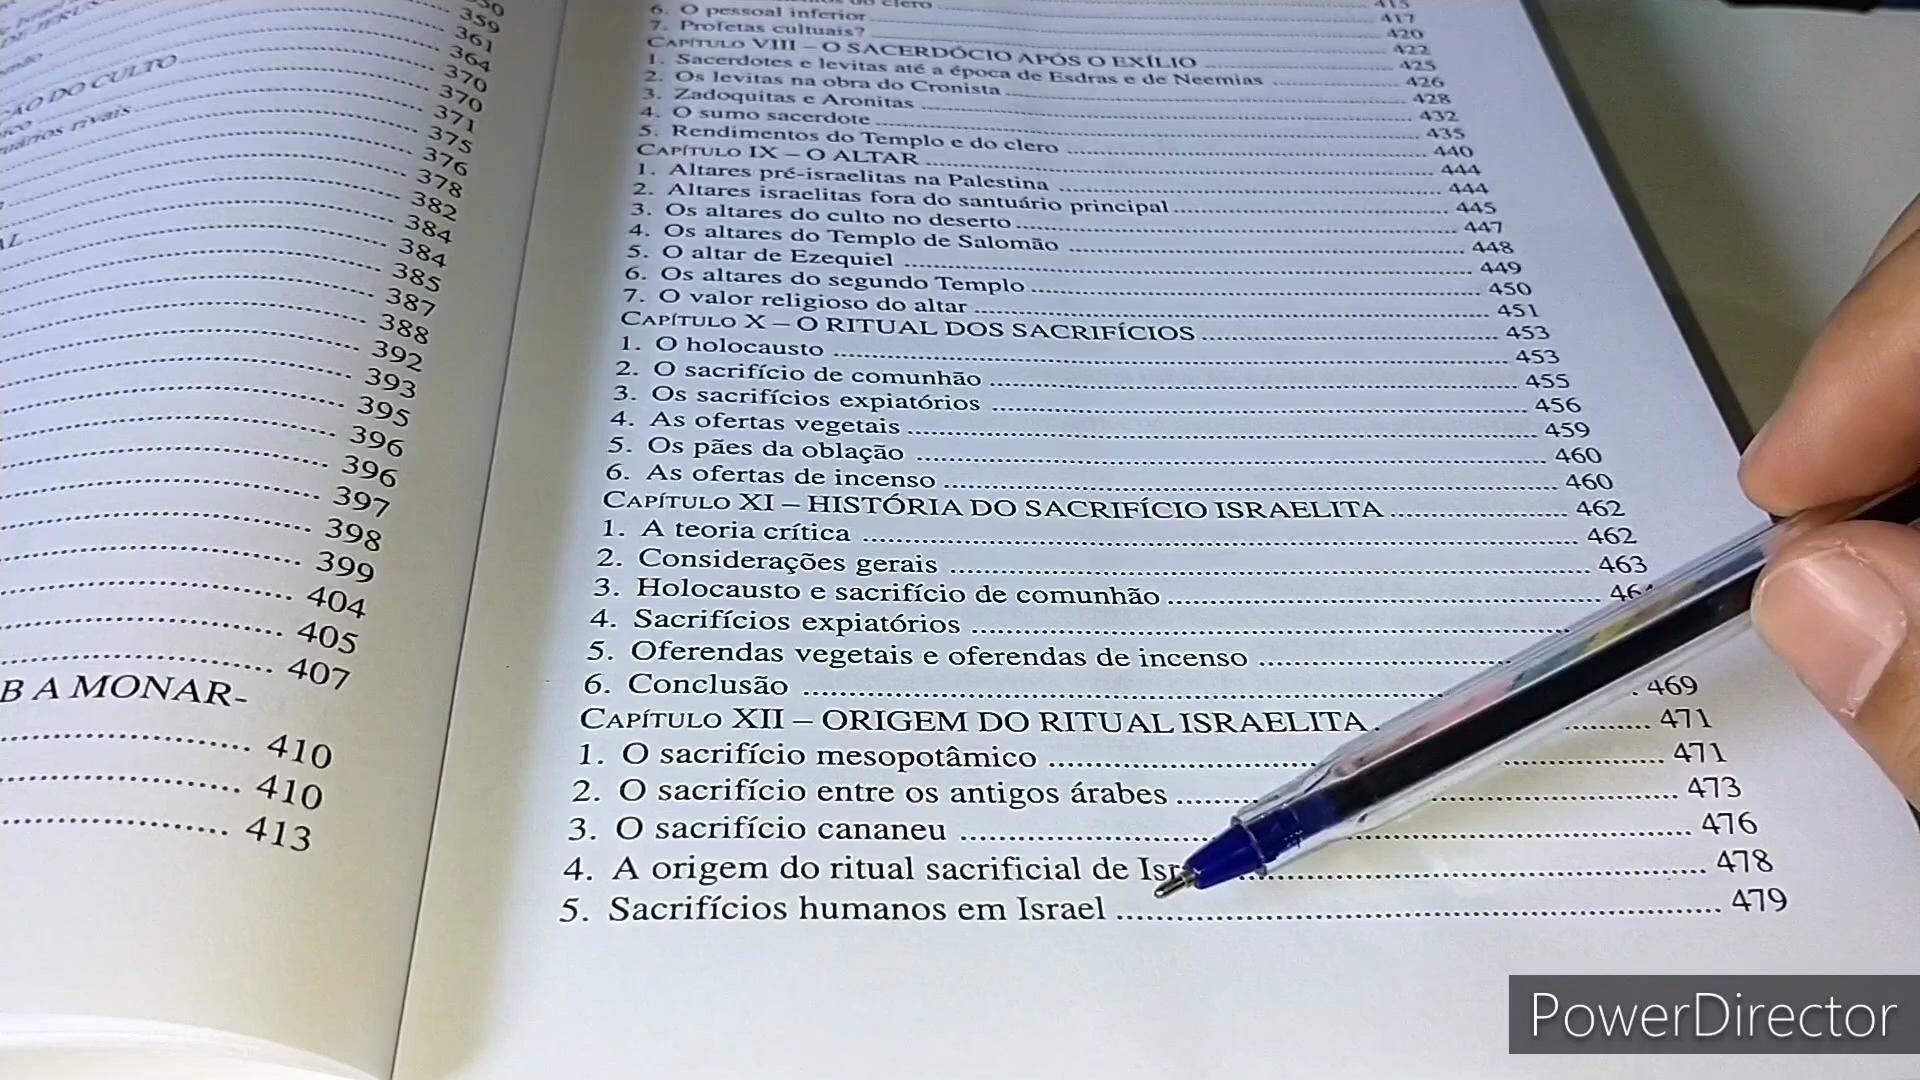 359
361
364
ÇÃO DO CULTO
370
370
371
375
376
378
382
384
384
385
387
388
392
393
395
396
396
397
398
399
404
405
407
B A MONAR-
410
410
413
clero 417
6. O pessoal inferior 420
7. Profetas cultuais? 422
CAPÍTULO VIII – O SACERDÓCIO APÓS O EXÍLIO 425
1. Sacerdotes e levitas até a época de Esdras e de Neemias 426
2. Os levitas na obra do Cronista 428
3. Zadoquitas e Aronitas 432
4. O sumo sacerdote 435
5. Rendimentos do Templo e do clero 440
CAPÍTULO IX – O ALTAR 444
1. Altares pré-israelitas na Palestina 444
2. Altares israelitas fora do santuário principal 445
3. Os altares do culto no deserto 447
4. Os altares do Templo de Salomão 448
5. O altar de Ezequiel 449
6. Os altares do segundo Templo 450
7. O valor religioso do altar 451
CAPÍTULO X – O RITUAL DOS SACRIFÍCIOS 453
1. O holocausto 453
2. O sacrifício de comunhão 455
3. Os sacrifícios expiatórios 456
4. As ofertas vegetais 459
5. Os pães da oblação 460
6. As ofertas de incenso 460
CAPÍTULO XI – HISTÓRIA DO SACRIFÍCIO ISRAELITA 462
1. A teoria crítica 462
2. Considerações gerais 463
3. Holocausto e sacrifício de comunhão
4. Sacrifícios expiatórios
5. Oferendas vegetais e oferendas de incenso
6. Conclusão 469
CAPÍTULO XII – ORIGEM DO RITUAL ISRAELITA 471
1. O sacrifício mesopotâmico 471
2. O sacrifício entre os antigos árabes 473
3. O sacrifício cananeu 476
4. A origem do ritual sacrificial de 478
5. Sacrifícios humanos em Israel 479
PowerDirector